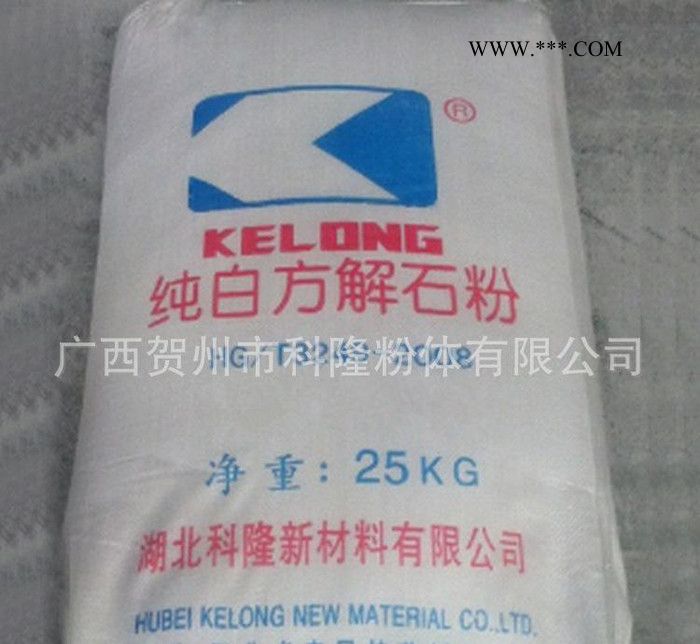 WWW.***.COM
®
KELONG
纯白方解石粉
广西贺州市科隆粉体有限公司
净重：25KG
湖北科隆新材料有限公司
HUBEI KELONG NEW MATERIAL CO.,LTD.